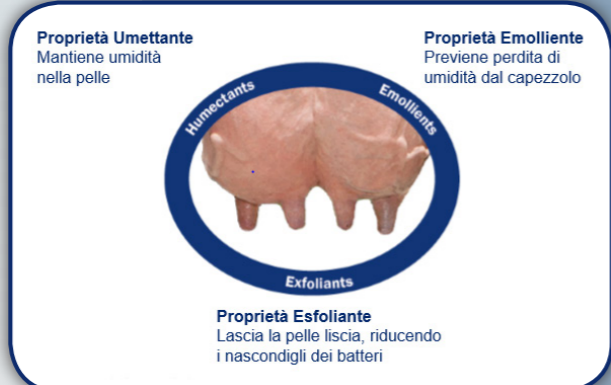 Proprietà Umettante
Mantiene umidità
nella pelle
Proprietà Emolliente
Previene perdita di
umidità dal capezzolo
Humectants
Emollients
Exfoliants
Proprietà Esfoliante
Lascia la pelle liscia, riducendo
i nascondigli dei batteri